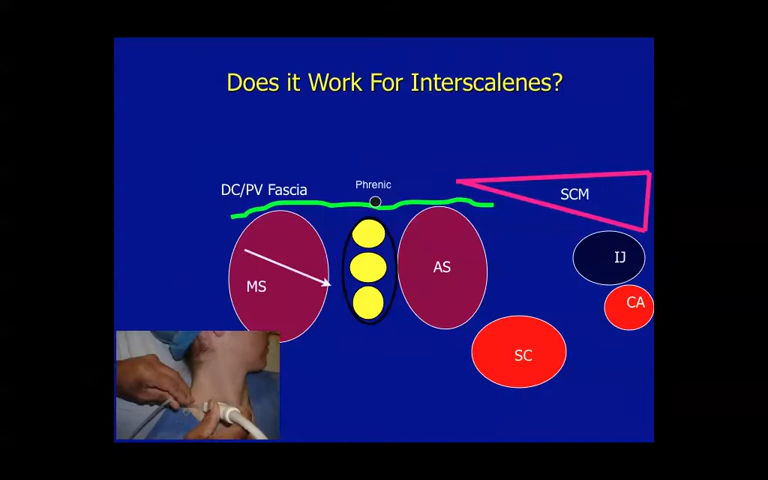 Does it Work For Interscalenes?
DC/PV Fascia
Phrenic
SCM
MS
AS
IJ
CA
SC